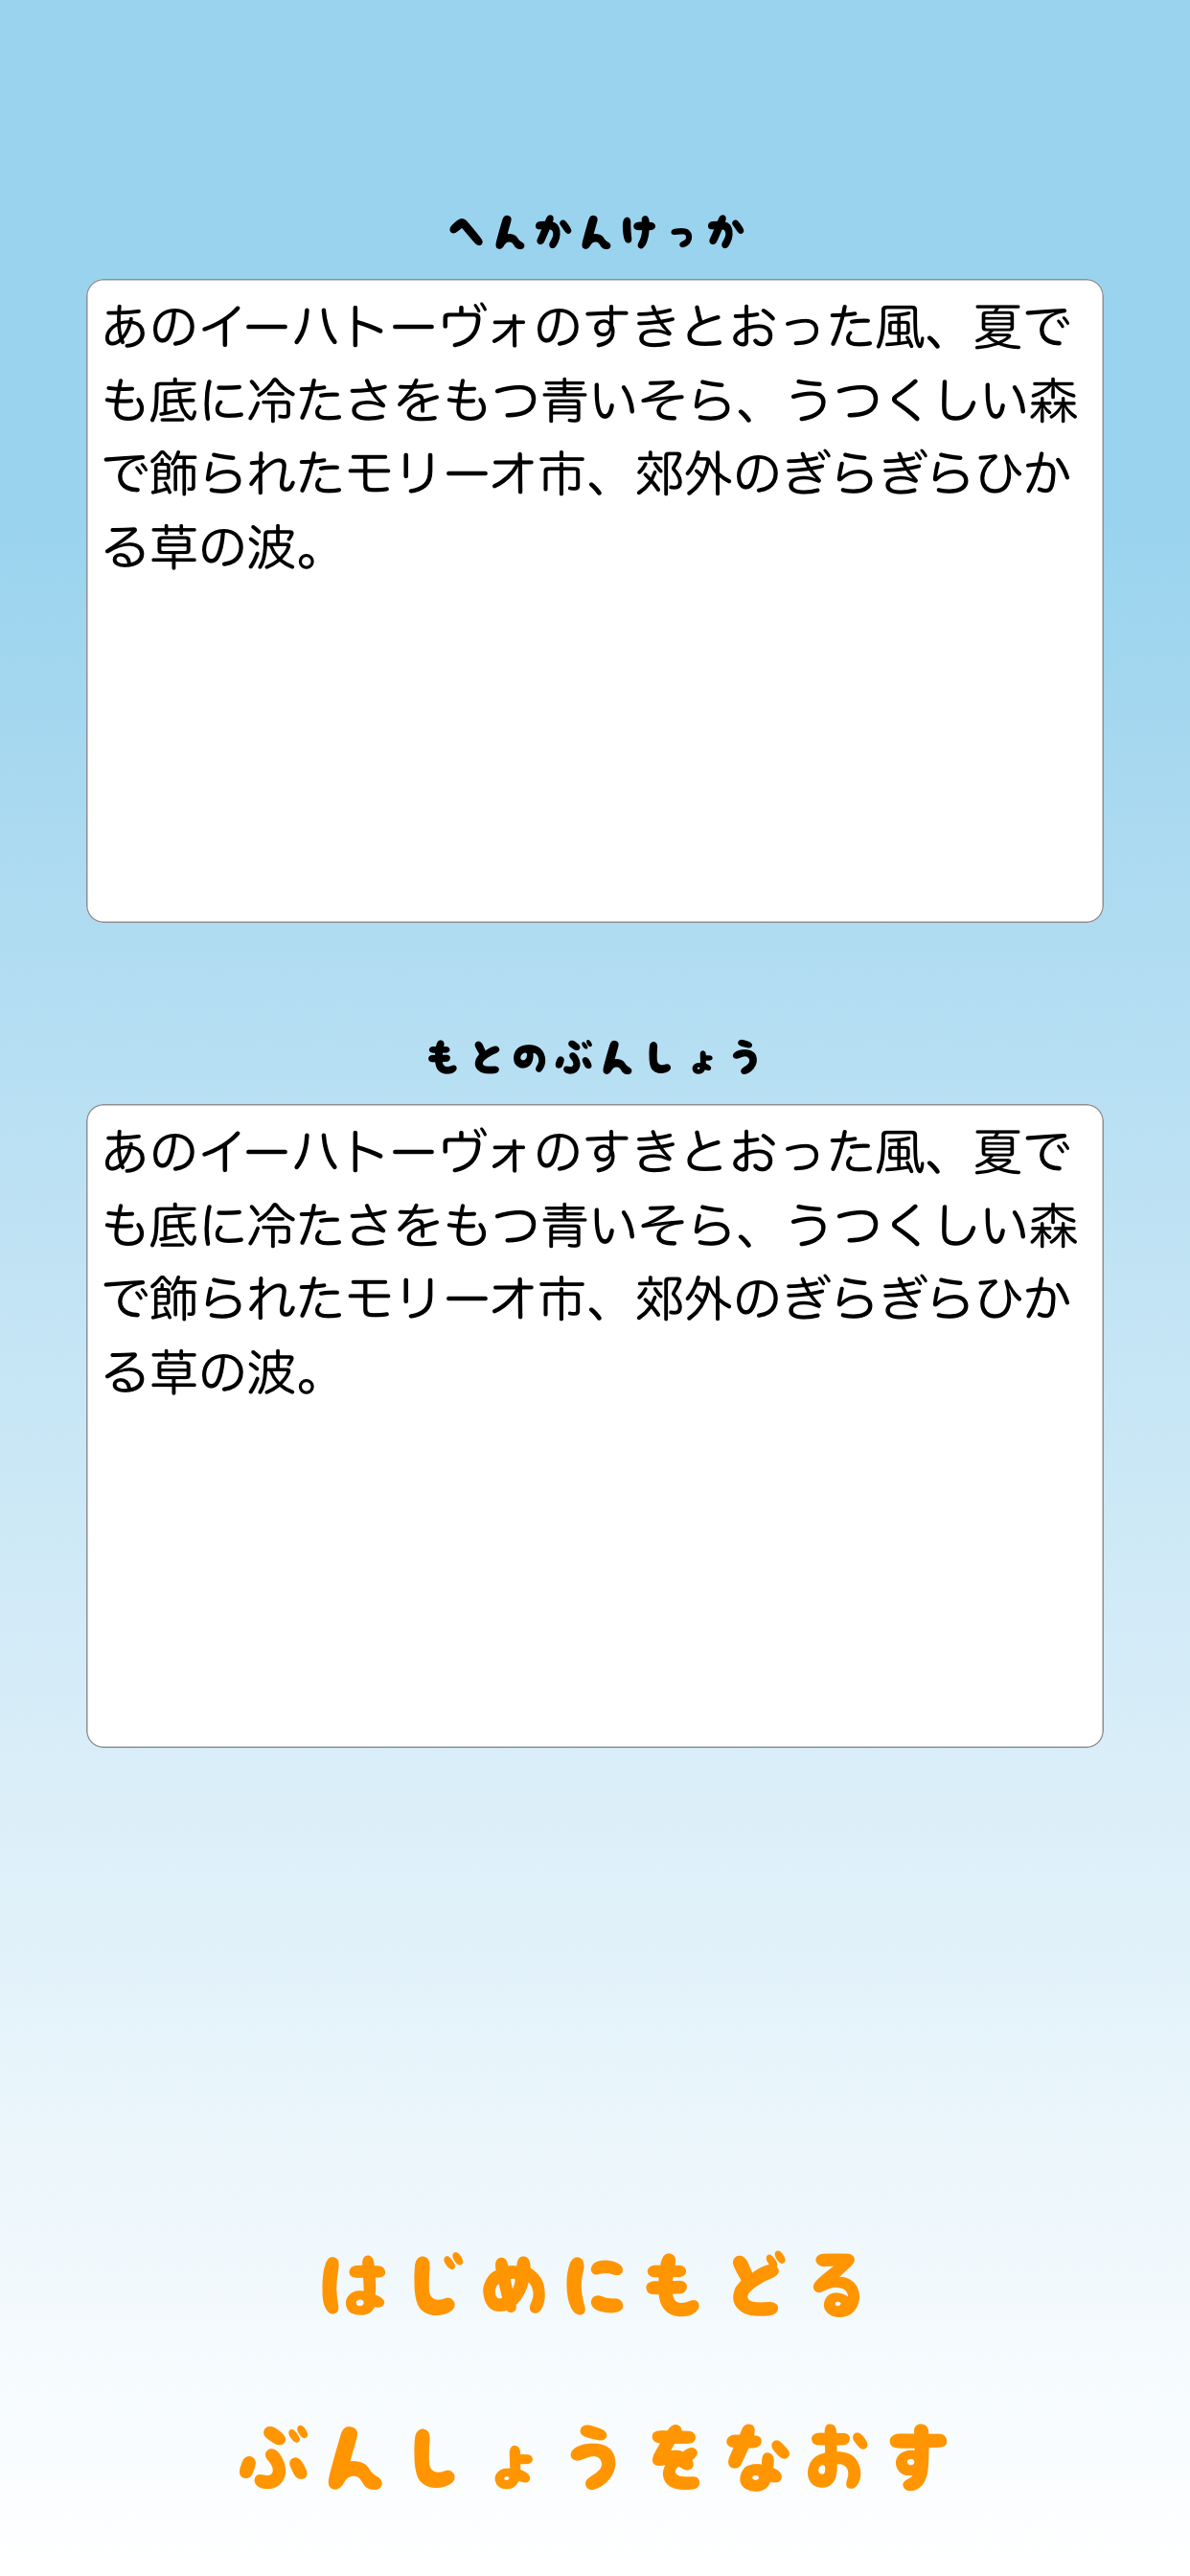 へんかんけっか
あのイーハトーヴォのすきとおった風、夏で
も底に冷たさをもつ青いそら、うつくしい森
で飾られたモリーオ市、郊外のぎらぎらひか
る草の波。
もとのぶんしょう
あのイーハトーヴォのすきとおった風、夏で
も底に冷たさをもつ青いそら、うつくしい森
で飾られたモリーオ市、郊外のぎらぎらひか
る草の波。
はじめにもどる
ぶんしょうをなおす